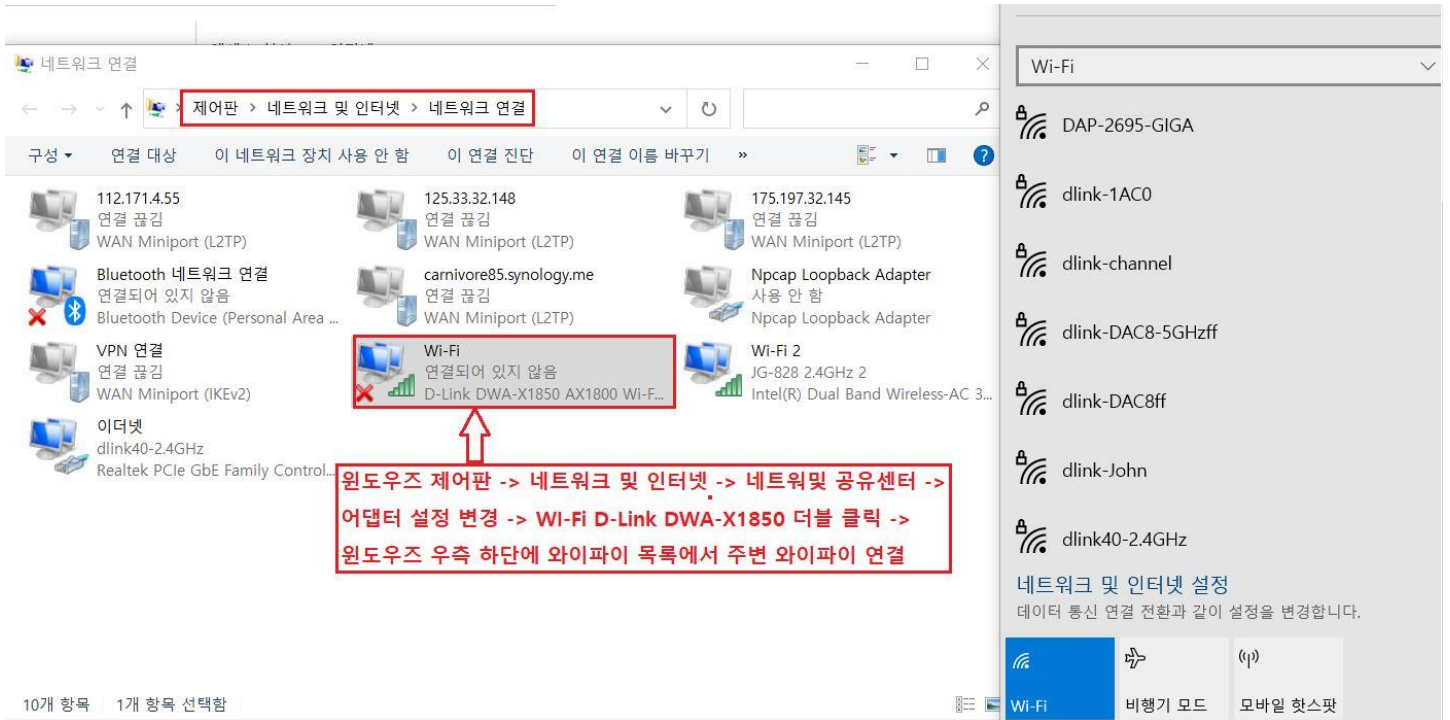 네트워크 연결
제어판 > 네트워크 및 인터넷 > 네트워크 연결
구성 연결 대상 이 네트워크 장치 사용 안 함 이 연결 진단 이 연결 이름 바꾸기 »
112.171.4.55
연결 끊김
WAN Miniport (L2TP)
125.33.32.148
연결 끊김
WAN Miniport (L2TP)
175.197.32.145
연결 끊김
WAN Miniport (L2TP)
Bluetooth 네트워크 연결
연결되어 있지 않음
Bluetooth Device (Personal Area ...
carnivore85.synology.me
연결 끊김
WAN Miniport (L2TP)
Npcap Loopback Adapter
사용 안 함
Npcap Loopback Adapter
VPN 연결
연결 끊김
WAN Miniport (IKEv2)
Wi-Fi
연결되어 있지 않음
D-Link DWA-X1850 AX1800 Wi-F...
Wi-Fi 2
JG-828 2.4GHz 2
Intel(R) Dual Band Wireless-AC 3...
이더넷
dlink40-2.4GHz
Realtek PCIe GbE Family Control...
윈도우즈 제어판 -> 네트워크 및 인터넷 -> 네트워및 공유센터 ->
어댑터 설정 변경 -> WI-Fi D-Link DWA-X1850 더블 클릭 ->
윈도우즈 우측 하단에 와이파이 목록에서 주변 와이파이 연결
10개 항목 1개 항목 선택함
Wi-Fi
DAP-2695-GIGA
dlink-1AC0
dlink-channel
dlink-DAC8-5GHzff
dlink-DAC8ff
dlink-John
dlink40-2.4GHz
네트워크 및 인터넷 설정
데이터 통신 연결 전환과 같이 설정을 변경합니다.
Wi-Fi 비행기 모드 모바일 핫스팟